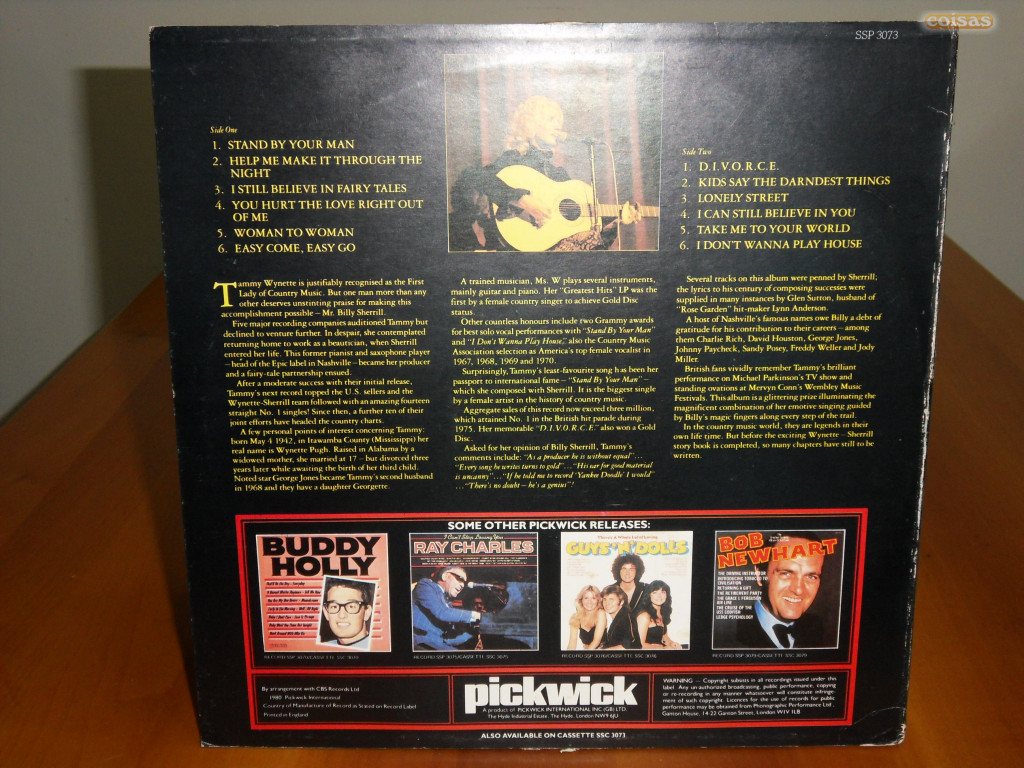 coisas
SSP 3073
Side One
1. STAND BY YOUR MAN
2. HELP ME MAKE IT THROUGH THE
NIGHT
3. I STILL BELIEVE IN FAIRY TALES
4. YOU HURT THE LOVE RIGHT OUT
OF ME
5. WOMAN TO WOMAN
6. EASY COME, EASY GO
Side Two
1. D.I.V.O.R.C.E.
2. KIDS SAY THE DARNDEST THINGS
3. LONELY STREET
4. I CAN STILL BELIEVE IN YOU
5. TAKE ME TO YOUR WORLD
6. I DON'T WANNA PLAY HOUSE
Tammy Wynette is justifiably recognised as the First
Lady of Country Music. But one man more than any
other deserves unstinting praise for making this
accomplishment possible – Mr. Billy Sherrill.
Five major recording companies auditioned Tammy but
declined to venture further. In despair, she contemplated
returning home to work as a beautician, when Sherrill
entered her life. This former pianist and saxophone player
– head of the Epic label in Nashville – became her producer
and a fairy-tale partnership ensued.
After a moderate success with their initial release,
Tammy's next record topped the U.S. sellers and the
Wynette-Sherrill team followed with an amazing fourteen
straight No. 1 singles! Since then, a further ten of their
joint efforts have headed the country charts.
A few personal points of interest concerning Tammy:
born May 4 1942, in Itawamba County (Mississippi) her
real name is Wynette Pugh. Raised in Alabama by a
widowed mother, she married at 17 – but divorced three
years later while awaiting the birth of her third child.
Noted star George Jones became Tammy's second husband
in 1968 and they have a daughter Georgette.
A trained musician, Ms. W plays several instruments,
mainly guitar and piano. Her "Greatest Hits" LP was the
first by a female country singer to achieve Gold Disc
status.
Other countless honours include two Grammy awards
for best solo vocal performances with "Stand By Your Man"
and "I Don't Wanna Play House," also the Country Music
Association selection as America's top female vocalist in
1967, 1968, 1969 and 1970.
Surprisingly, Tammy's least-favourite song has been her
passport to international fame – "Stand By Your Man" –
which she composed with Sherrill. It is the biggest single
by a female artist in the history of country music.
Aggregate sales of this record now exceed three million,
which attained No. 1 in the British hit parade during
1975. Her memorable "D.I.V.O.R.C.E." also won a Gold
Disc.
Asked for her opinion of Billy Sherrill, Tammy's
comments include: "As a producer he is without equal"...
"Every song he writes turns to gold"..."His ear for good material
is uncanny"..."If he told me to record 'Yankee Doodle' I would"
..."There's no doubt – he's a genius"!
Several tracks on this album were penned by Sherrill;
the lyrics to his century of composing succesies were
supplied in many instances by Glen Sutton, husband of
"Rose Garden" hit-maker Lynn Anderson.
A host of Nashville's famous names owe Billy a debt of
gratitude for his contribution to their careers – among
them Charlie Rich, David Houston, George Jones,
Johnny Paycheck, Sandy Posey, Freddy Weller and Jody
Miller.
British fans vividly remember Tammy's brilliant
performance on Michael Parkinson's TV show and
standing ovations at Mervyn Conn's Wembley Music
Festivals. This album is a glittering prize illuminating the
magnificent combination of her emotive singing guided
by Billy's magic fingers along every step of the trail.
In the country music world, they are legends in their
own life time. But before the exciting Wynette – Sherrill
story book is completed, so many chapters have still to be
written.
SOME OTHER PICKWICK RELEASES:
BUDDY
HOLLY
I Can't Stop Loving You
RAY CHARLES
GUYS 'N' DOLLS
BOB
NEWHART
THE DRIVING INSTRUCTOR
INTRODUCING TOBACCO TO
CIVILISATION
RETURNING A GIFT
THE RETIREMENT PARTY
THE GRACE L. FERGUSON
AIR LINE
THE CRUISE OF THE
USS CODFISH
LEDGE PSYCHOLOGY
By arrangement with CBS Records Ltd
1980 Pickwick International
Country of Manufacture of Record as Stated on Record Label
Printed in England
pickwick
A product of PICKWICK INTERNATIONAL INC (GB) LTD.
The Hyde Industrial Estate, The Hyde, London NW9 6JU
WARNING – Copyright subsists in all recordings issued under this
label. Any unauthorized broadcasting, public performance, copying
or re-recording in any manner whatsoever will constitute infringe-
ment of such copyright. Licences for the use of records for public
performance may be obtained from Phonographic Performance Ltd.,
Ganton House, 14-22 Ganton Street, London W1V 1LB
ALSO AVAILABLE ON CASSETTE SSC 3073